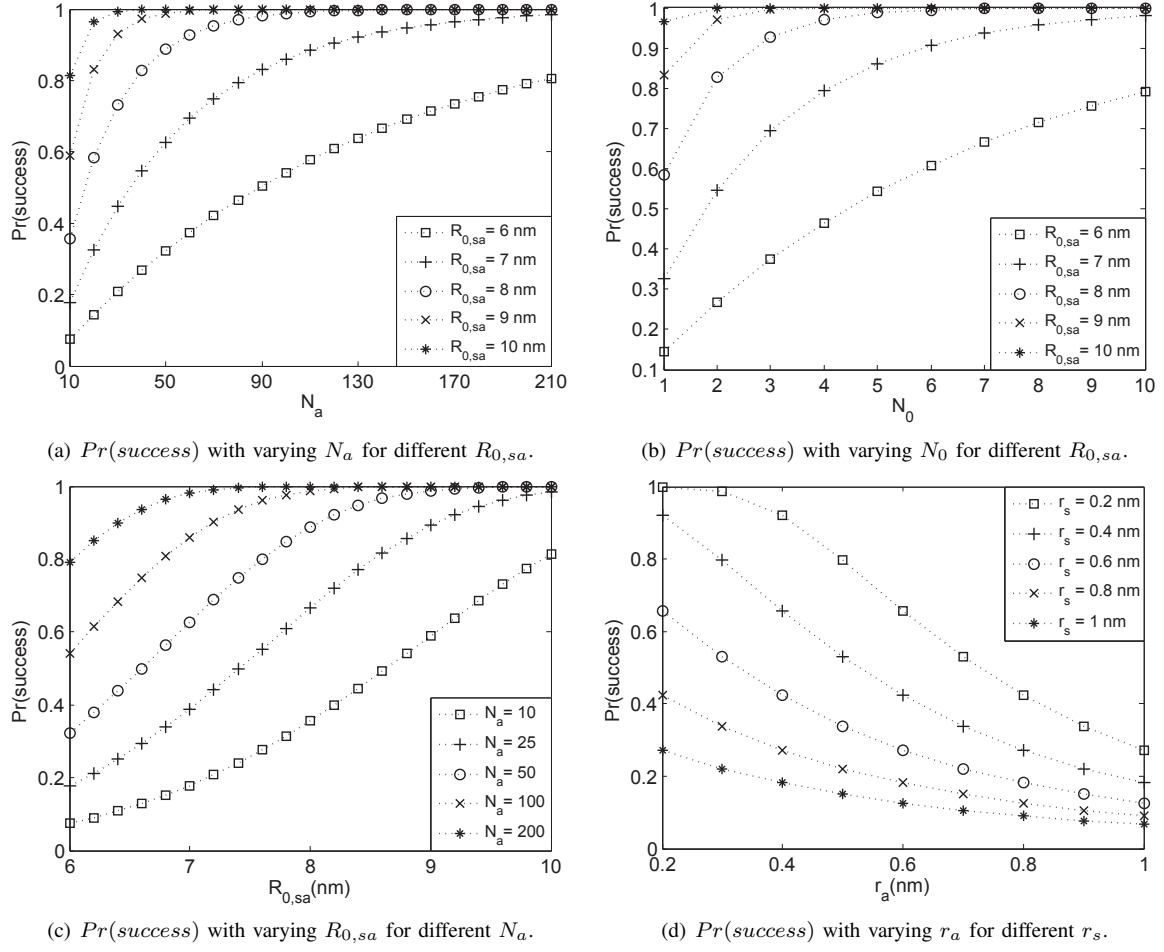 1
0.8
0.6
0.4
0.2
0
Pr(success)
10 50 90 130 170 210
N_a
R_0,sa = 6 nm
R_0,sa = 7 nm
R_0,sa = 8 nm
R_0,sa = 9 nm
R_0,sa = 10 nm
(a) Pr(success) with varying N_a for different R_0,sa.
1
0.9
0.8
0.7
0.6
0.5
0.4
0.3
0.2
0.1
Pr(success)
1 2 3 4 5 6 7 8 9 10
N_0
R_0,sa = 6 nm
R_0,sa = 7 nm
R_0,sa = 8 nm
R_0,sa = 9 nm
R_0,sa = 10 nm
(b) Pr(success) with varying N_0 for different R_0,sa.
1
0.8
0.6
0.4
0.2
0
Pr(success)
6 7 8 9 10
R_0,sa(nm)
N_a = 10
N_a = 25
N_a = 50
N_a = 100
N_a = 200
(c) Pr(success) with varying R_0,sa for different N_a.
1
0.8
0.6
0.4
0.2
0
Pr(success)
0.2 0.4 0.6 0.8 1
r_a(nm)
r_s = 0.2 nm
r_s = 0.4 nm
r_s = 0.6 nm
r_s = 0.8 nm
r_s = 1 nm
(d) Pr(success) with varying r_a for different r_s.